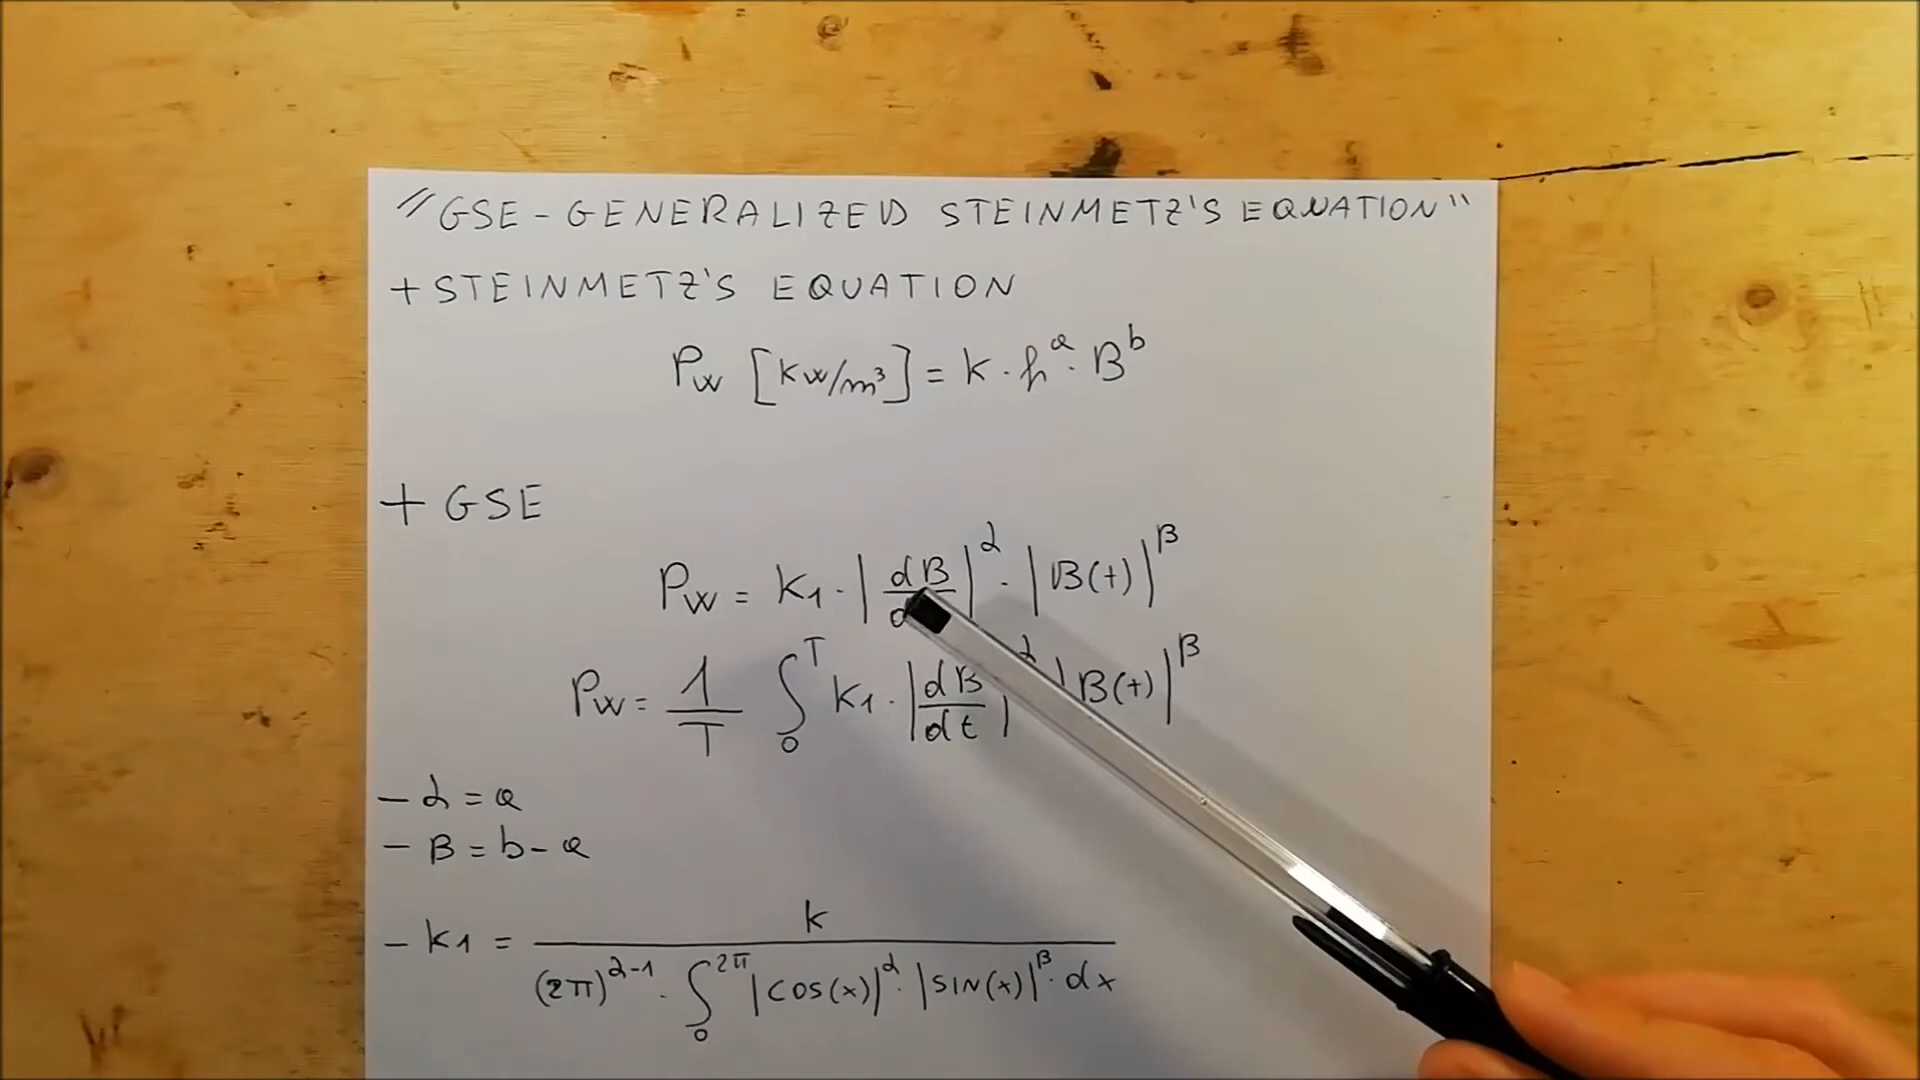 "GSE - GENERALIZED STEINMETZ'S EQUATION"
+ STEINMETZ'S EQUATION
Pw [kw/m³] = k · f^a · B^b
+ GSE
Pw = k1 · |dB/d|^α · |B(t)|^β
Pw = 1/T ∫₀^T k1 · |dB/dt|^α |B(t)|^β
- α = a
- β = b - a
- k1 = k / (2π)^(α-1) · ∫₀^2π |COS(x)|^α · |SIN(x)|^β · dx